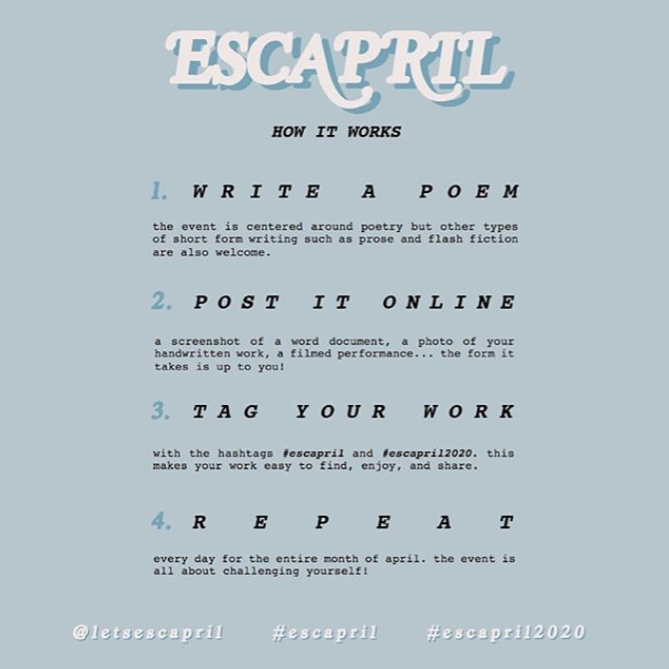 ESCAPRIL
HOW IT WORKS
1. WRITE A POEM
the event is centered around poetry but other types
of short form writing such as prose and flash fiction
are also welcome.
2. POST IT ONLINE
a screenshot of a word document, a photo of your
handwritten work, a filmed performance... the form it
takes is up to you!
3. TAG YOUR WORK
with the hashtags #escapril and #escapril2020. this
makes your work easy to find, enjoy, and share.
4. REPEAT
every day for the entire month of april. the event is
all about challenging yourself!
@letsescapril #escapril #escapril2020